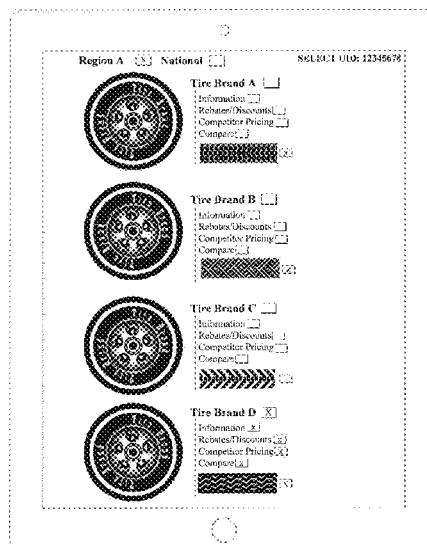 Region A [X] National [ ] SELECT UID: 12345678
Tire Brand A [ ]
Information [ ]
Rebates/Discounts [ ]
Competitor Pricing [ ]
Compare [ ]
[X]
Tire Brand B [ ]
Information [ ]
Rebates/Discounts [ ]
Competitor Pricing [ ]
Compare [ ]
[X]
Tire Brand C [ ]
Information [ ]
Rebates/Discounts [ ]
Competitor Pricing [ ]
Compare [ ]
[ ]
Tire Brand D [X]
Information [X]
Rebates/Discounts [X]
Competitor Pricing [X]
Compare [X]
[X]